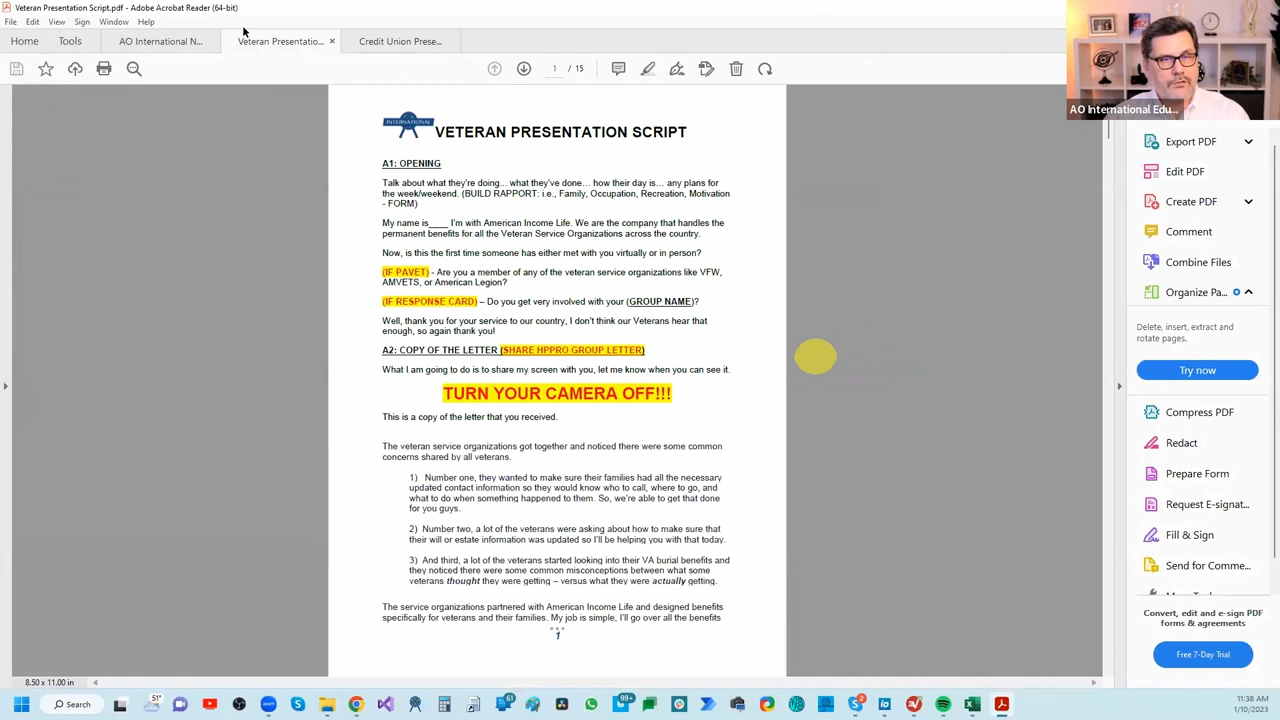 Veteran Presentation Script.pdf - Adobe Acrobat Reader (64-bit)
File Edit View Sign Window Help
Home Tools AO International N... Veteran Presentatio... × Credit Union Prese...
1 / 15
AO International Edu...
INTERNATIONAL
VETERAN PRESENTATION SCRIPT
A1: OPENING
Talk about what they're doing... what they've done... how their day is... any plans for
the week/weekend. (BUILD RAPPORT: i.e., Family, Occupation, Recreation, Motivation
- FORM)
My name is____ I'm with American Income Life. We are the company that handles the
permanent benefits for all the Veteran Service Organizations across the country.
Now, is this the first time someone has either met with you virtually or in person?
(IF PAVET) - Are you a member of any of the veteran service organizations like VFW,
AMVETS, or American Legion?
(IF RESPONSE CARD) – Do you get very involved with your (GROUP NAME)?
Well, thank you for your service to our country, I don't think our Veterans hear that
enough, so again thank you!
A2: COPY OF THE LETTER (SHARE HPPRO GROUP LETTER)
What I am going to do is to share my screen with you, let me know when you can see it.
TURN YOUR CAMERA OFF!!!
This is a copy of the letter that you received.
The veteran service organizations got together and noticed there were some common
concerns shared by all veterans.
1) Number one, they wanted to make sure their families had all the necessary
updated contact information so they would know who to call, where to go, and
what to do when something happened to them. So, we're able to get that done
for you guys.
2) Number two, a lot of the veterans were asking about how to make sure that
their will or estate information was updated so I'll be helping you with that today.
3) And third, a lot of the veterans started looking into their VA burial benefits and
they noticed there were some common misconceptions between what some
veterans thought they were getting – versus what they were actually getting.
The service organizations partnered with American Income Life and designed benefits
specifically for veterans and their families. My job is simple, I'll go over all the benefits
1
8.50 x 11.00 in
Export PDF
Edit PDF
Create PDF
Comment
Combine Files
Organize Pa...
Delete, insert, extract and
rotate pages.
Try now
Compress PDF
Redact
Prepare Form
Request E-signat...
Fill & Sign
Send for Comme...
Convert, edit and e-sign PDF
forms & agreements
Free 7-Day Trial
Search
51°
61
99+
2
11:38 AM
1/10/2023